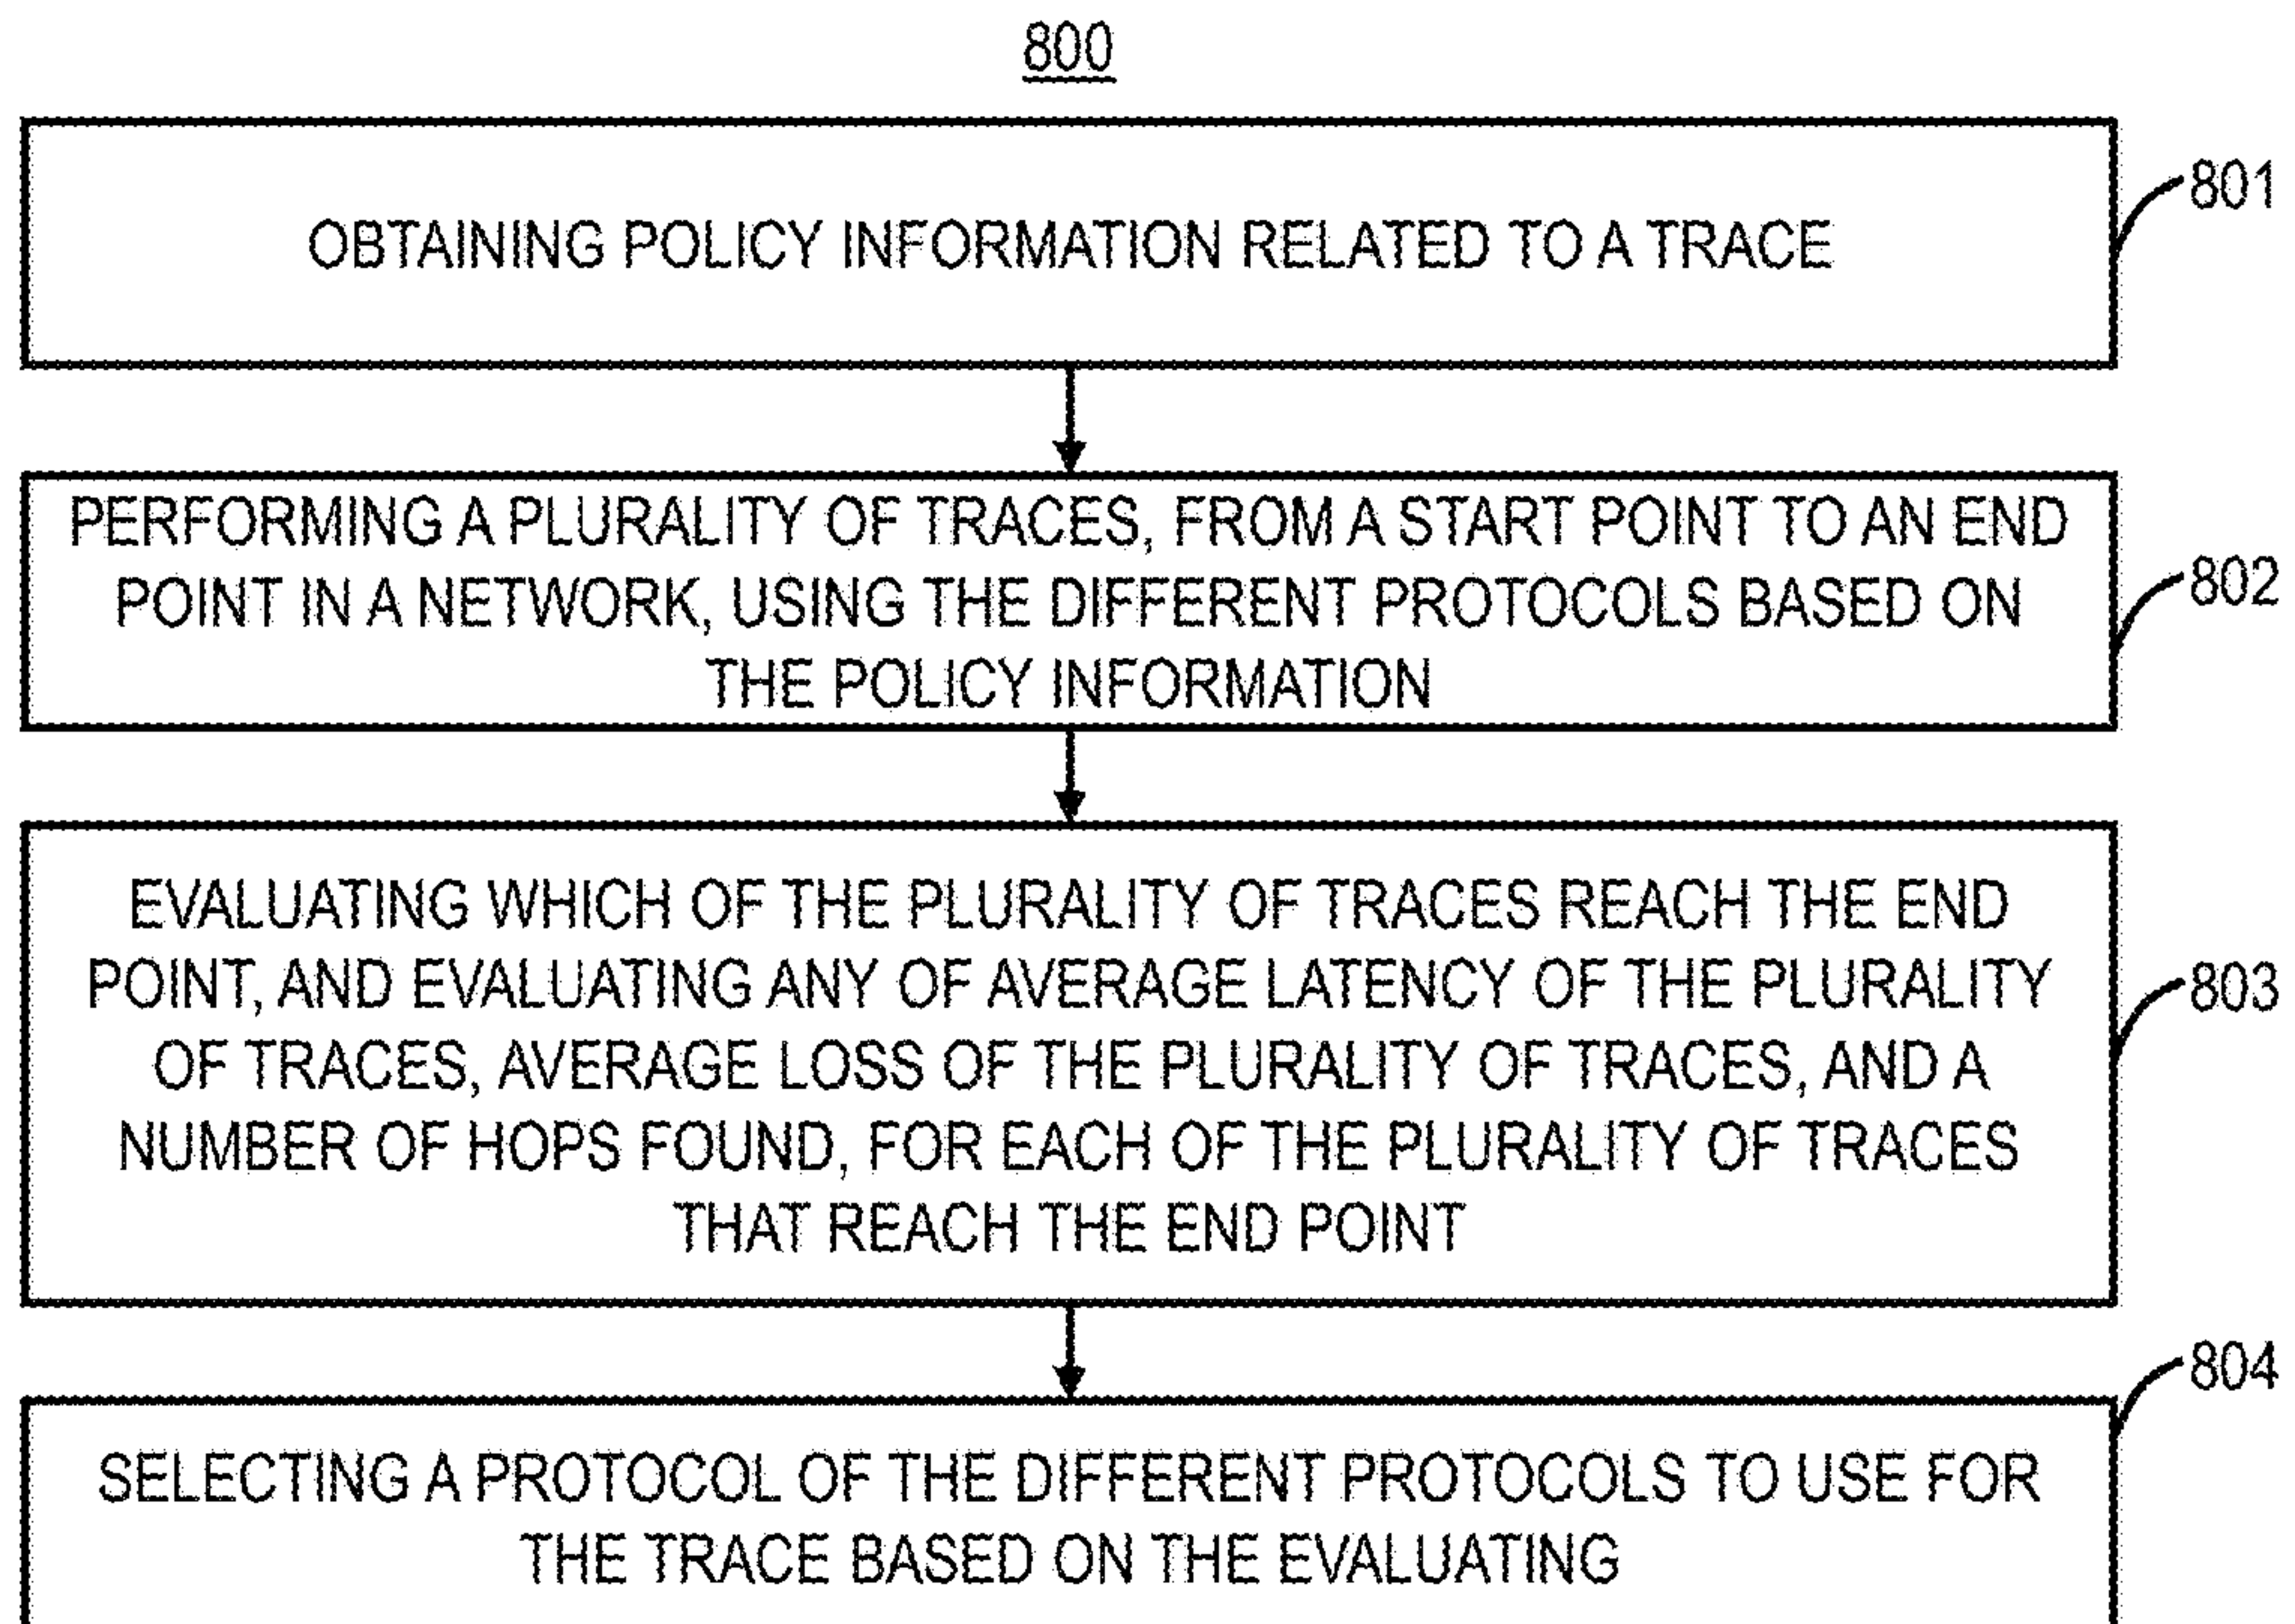 800
OBTAINING POLICY INFORMATION RELATED TO A TRACE
801
PERFORMING A PLURALITY OF TRACES, FROM A START POINT TO AN END
POINT IN A NETWORK, USING THE DIFFERENT PROTOCOLS BASED ON
THE POLICY INFORMATION
802
EVALUATING WHICH OF THE PLURALITY OF TRACES REACH THE END
POINT, AND EVALUATING ANY OF AVERAGE LATENCY OF THE PLURALITY
OF TRACES, AVERAGE LOSS OF THE PLURALITY OF TRACES, AND A
NUMBER OF HOPS FOUND, FOR EACH OF THE PLURALITY OF TRACES
THAT REACH THE END POINT
803
SELECTING A PROTOCOL OF THE DIFFERENT PROTOCOLS TO USE FOR
THE TRACE BASED ON THE EVALUATING
804